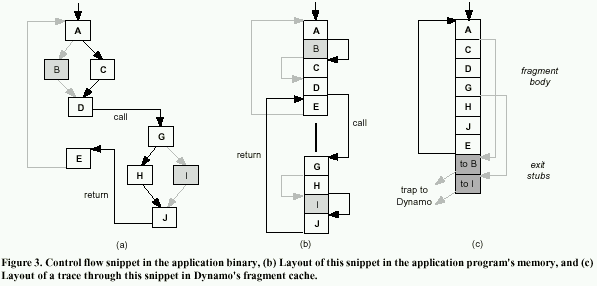 A
B
C
D
call
G
E
H
I
return
J
(a)
A
B
C
D
E
call
return
G
H
I
J
(b)
A
C
D
G
H
J
E
to B
to I
fragment
body
exit
stubs
trap to
Dynamo
(c)
Figure 3. Control flow snippet in the application binary, (b) Layout of this snippet in the application program's memory, and (c)
Layout of a trace through this snippet in Dynamo's fragment cache.